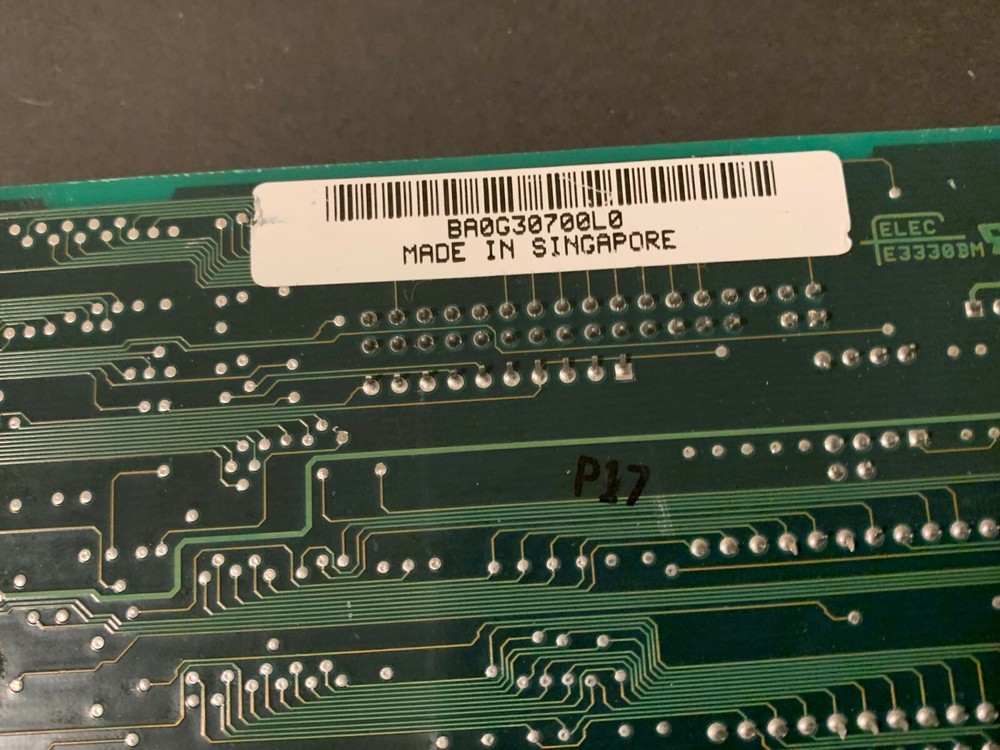 BA0G30700L0
MADE IN SINGAPORE
ELEC
E3330BM
P17